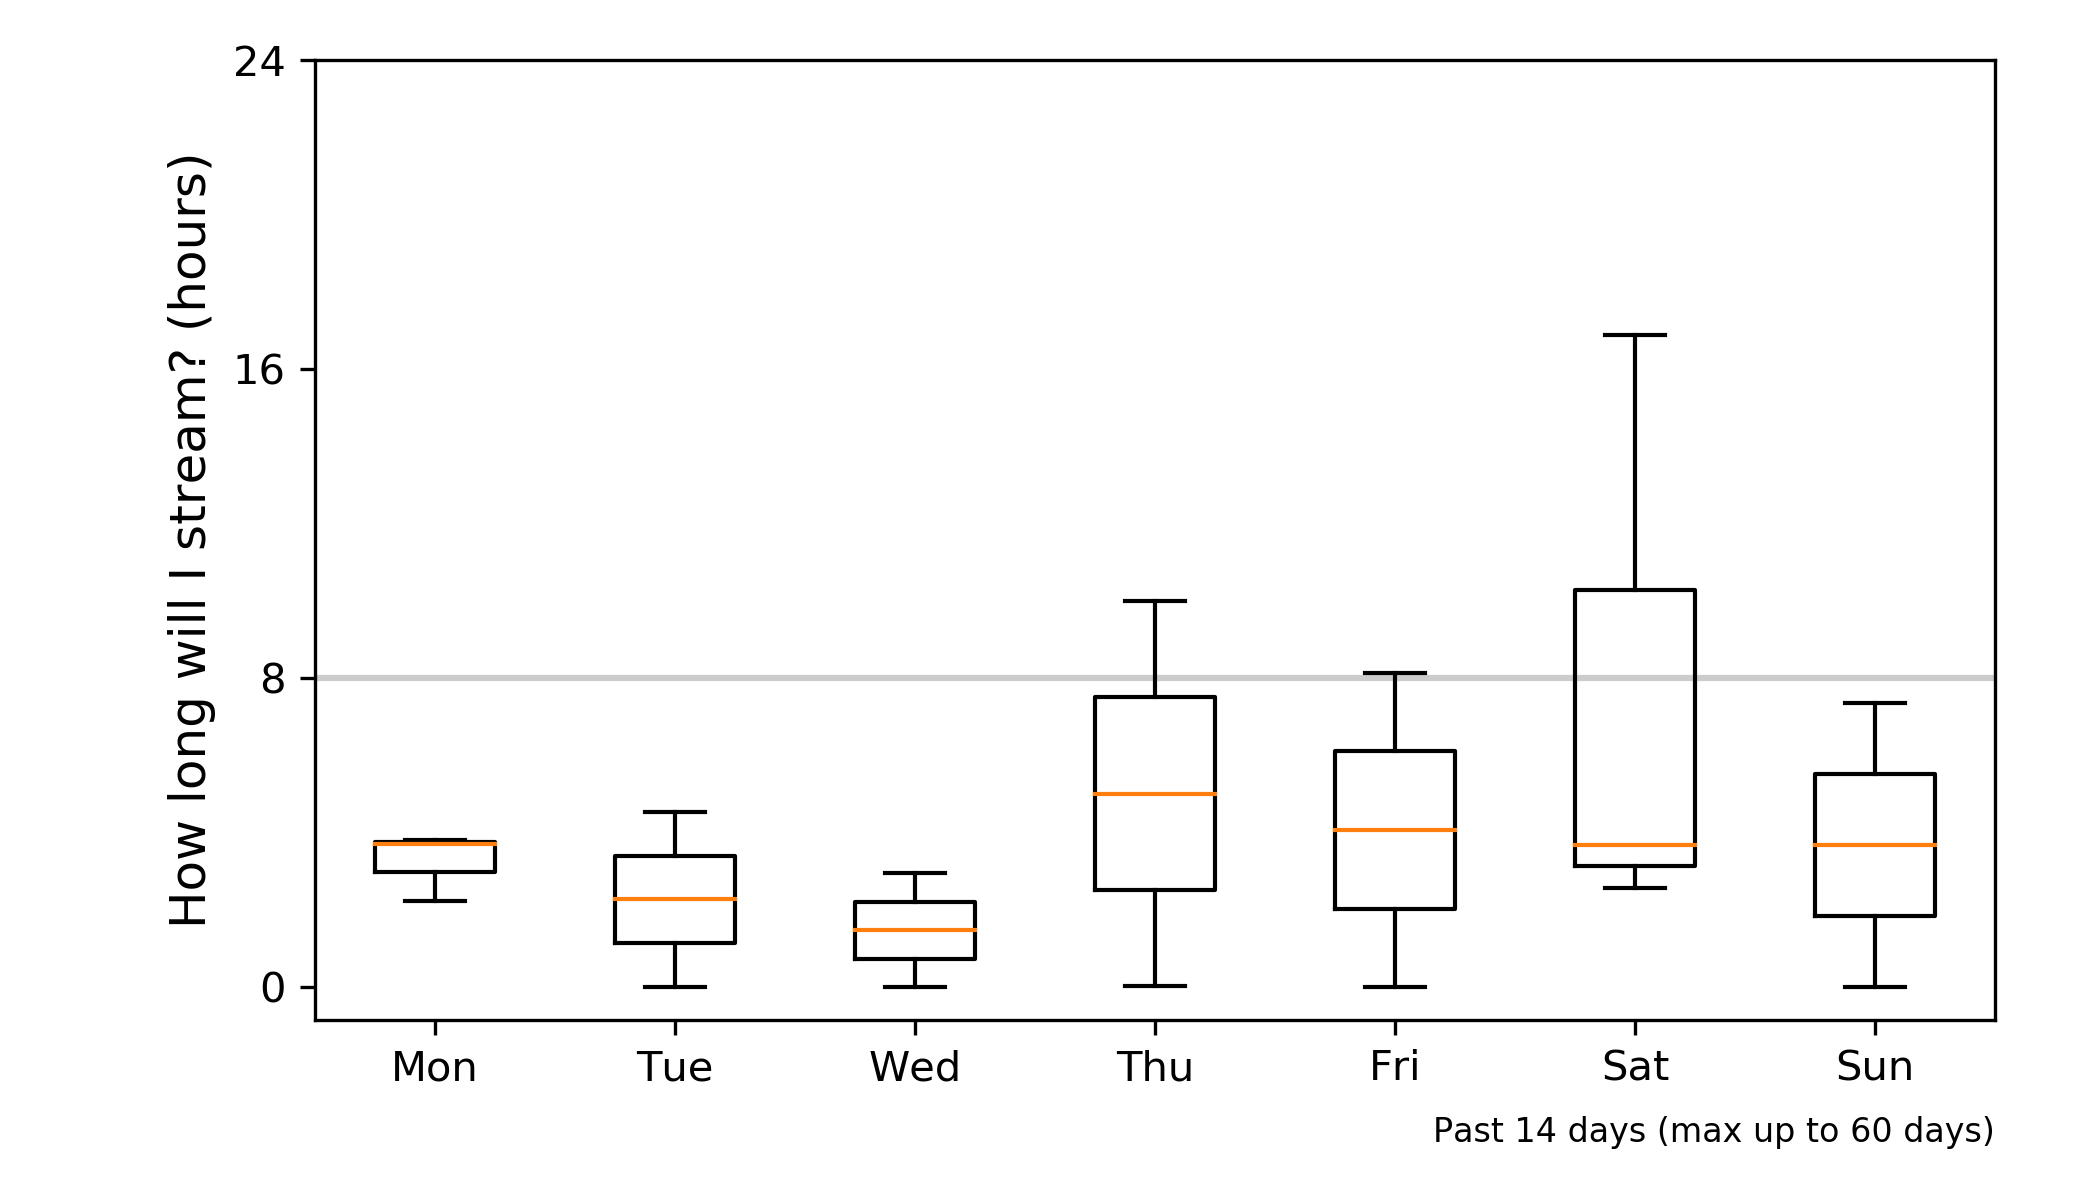 How long will I stream? (hours)
24
16
8
0
Mon Tue Wed Thu Fri Sat Sun
Past 14 days (max up to 60 days)